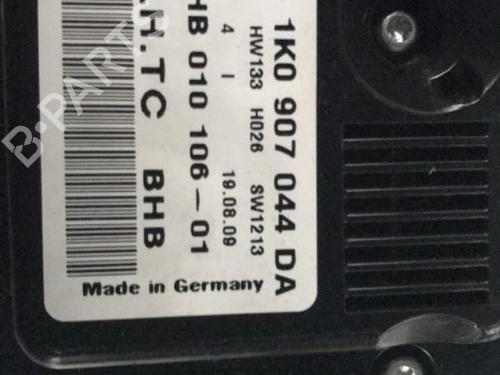 1K0 907 044 DA
HW133 H026 SW1213
4 I 19.08.09
HB 010 106-01
.H.TC BHB
Made in Germany
B-PARTS